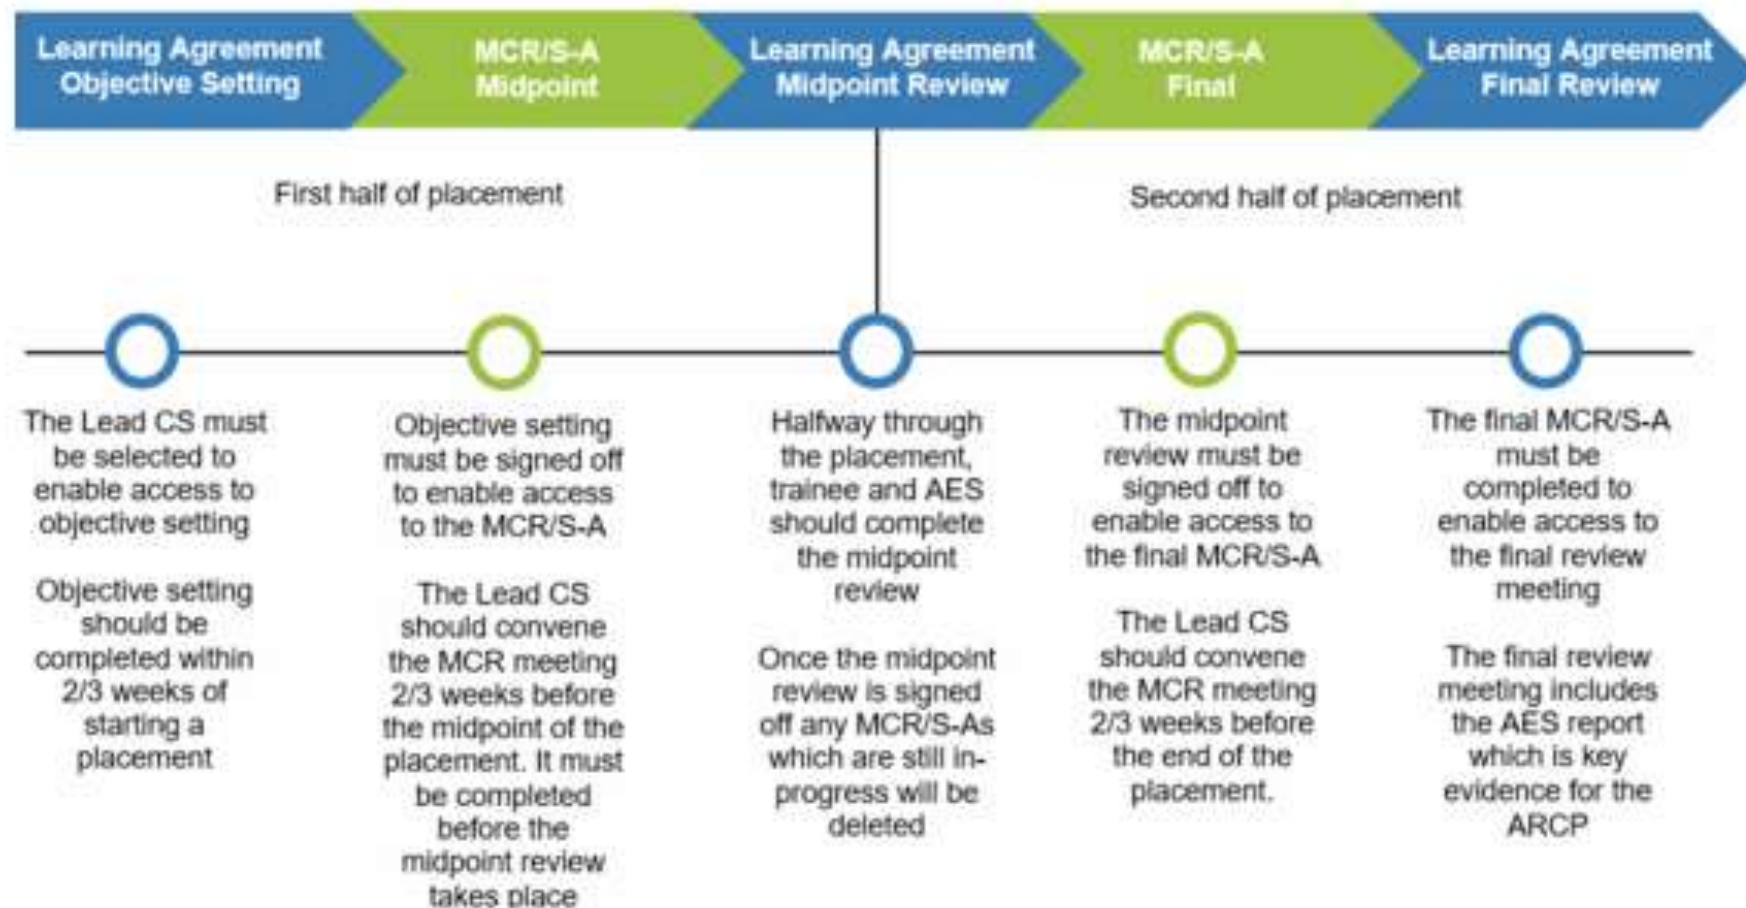 Learning Agreement
Objective Setting
MCR/S-A
Midpoint
Learning Agreement
Midpoint Review
MCR/S-A
Final
Learning Agreement
Final Review
First half of placement
Second half of placement
The Lead CS must
be selected to
enable access to
objective setting
Objective setting
should be
completed within
2/3 weeks of
starting a
placement
Objective setting
must be signed off
to enable access
to the MCR/S-A
The Lead CS
should convene
the MCR meeting
2/3 weeks before
the midpoint of the
placement. It must
be completed
before the
midpoint review
takes place
Halfway through
the placement,
trainee and AES
should complete
the midpoint
review
Once the midpoint
review is signed
off any MCR/S-As
which are still in-
progress will be
deleted
The midpoint
review must be
signed off to
enable access to
the final MCR/S-A
The Lead CS
should convene
the MCR meeting
2/3 weeks before
the end of the
placement.
The final MCR/S-A
must be
completed to
enable access to
the final review
meeting
The final review
meeting includes
the AES report
which is key
evidence for the
ARCP